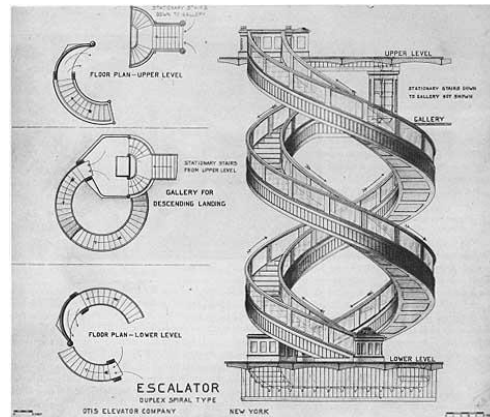 STATIONARY STAIRS
DOWN TO GALLERY
FLOOR PLAN-UPPER LEVEL
STATIONARY STAIRS
FROM UPPER LEVEL
GALLERY FOR
DESCENDING LANDING
FLOOR PLAN-LOWER LEVEL
ESCALATOR
DUPLEX SPIRAL TYPE
OTIS ELEVATOR COMPANY NEW YORK
UPPER LEVEL
STATIONARY STAIRS DOWN
TO GALLERY NOT SHOWN
GALLERY
LOWER LEVEL